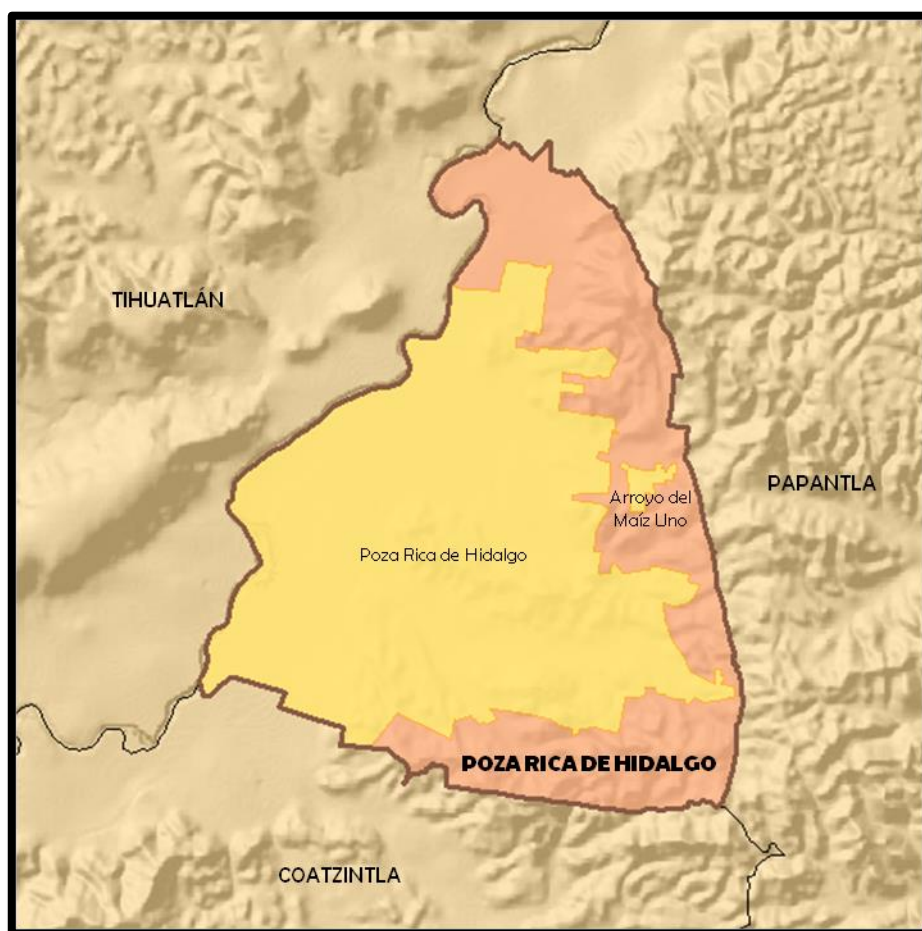 TIHUATLÁN
PAPANTLA
Arroyo del
Maíz Uno
Poza Rica de Hidalgo
POZA RICA DE HIDALGO
COATZINTLA